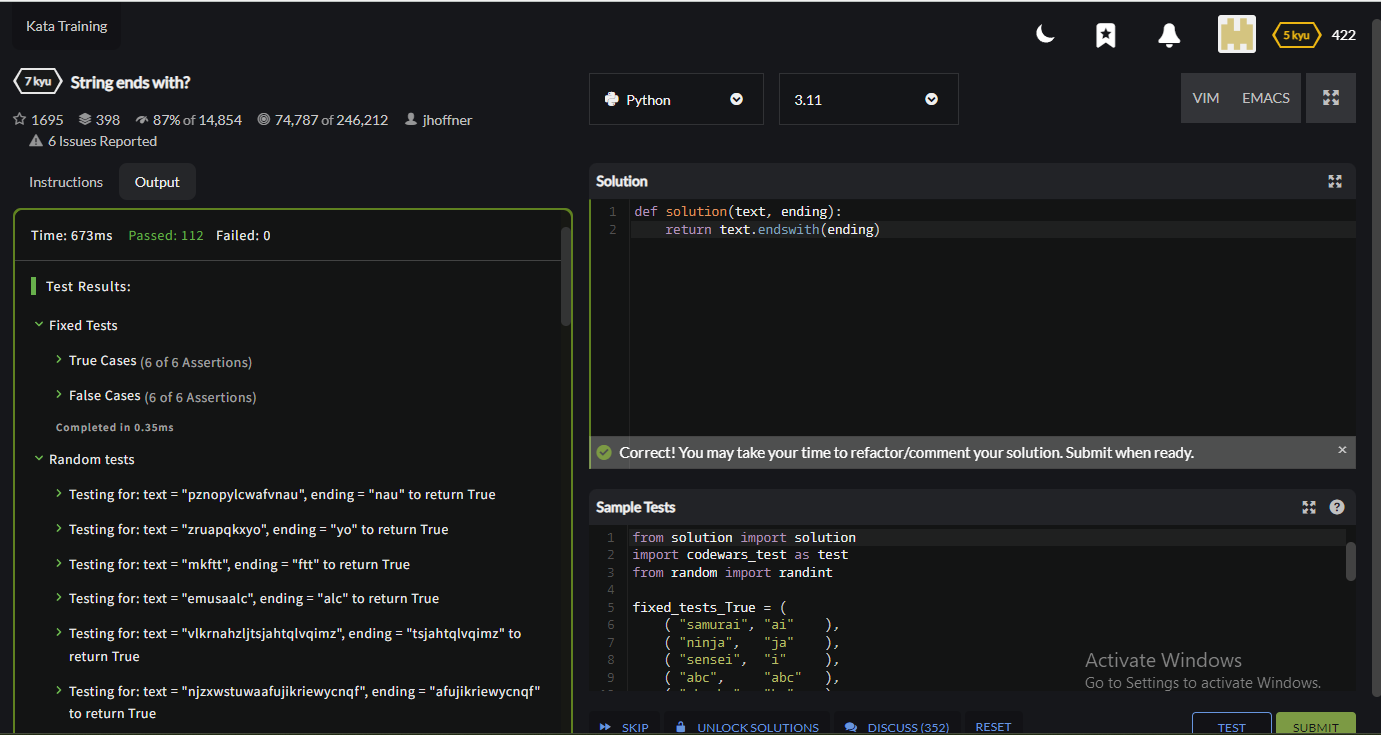 Kata Training
5 kyu 422
7 kyu String ends with?
1695 398 87% of 14,854 74,787 of 246,212 jhoffner
6 Issues Reported
Instructions Output
Time: 673ms Passed: 112 Failed: 0
Test Results:
Fixed Tests
True Cases (6 of 6 Assertions)
False Cases (6 of 6 Assertions)
Completed in 0.35ms
Random tests
Testing for: text = "pznopylcwafvnau", ending = "nau" to return True
Testing for: text = "zruapqkxyo", ending = "yo" to return True
Testing for: text = "mkftt", ending = "ftt" to return True
Testing for: text = "emusaalc", ending = "alc" to return True
Testing for: text = "vlkrnahzljtsjahtqlvqimz", ending = "tsjahtqlvqimz" to
return True
Testing for: text = "njzxwstuwaafujikriewycnqf", ending = "afujikriewycnqf"
to return True
Python 3.11 VIM EMACS
Solution
1 def solution(text, ending):
2     return text.endswith(ending)
Correct! You may take your time to refactor/comment your solution. Submit when ready.
Sample Tests
1 from solution import solution
2 import codewars_test as test
3 from random import randint
4
5 fixed_tests_True = (
6     ( "samurai", "ai"    ),
7     ( "ninja",   "ja"    ),
8     ( "sensei",  "i"     ),
9     ( "abc",     "abc"   ),
Activate Windows
Go to Settings to activate Windows.
SKIP UNLOCK SOLUTIONS DISCUSS (352) RESET TEST SUBMIT